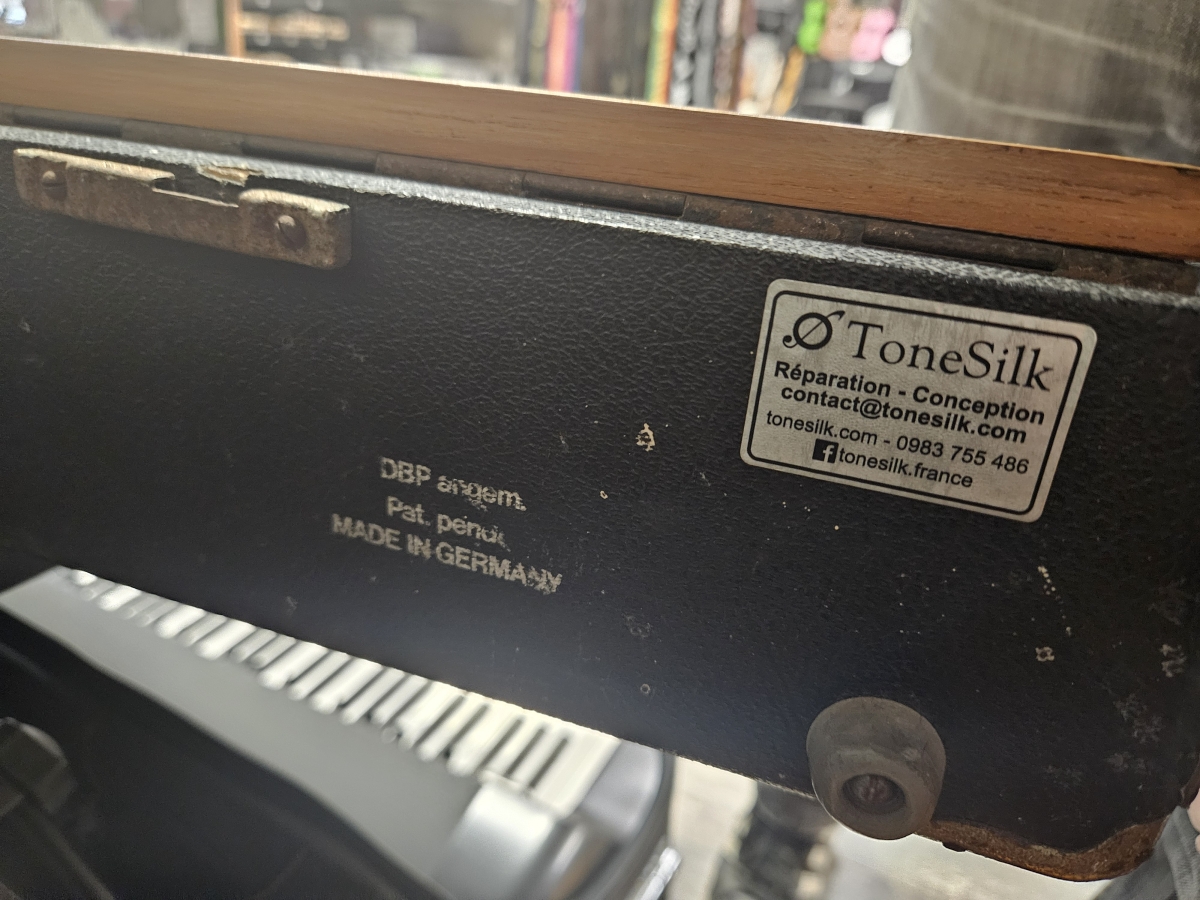 ToneSilk
Réparation - Conception
contact@tonesilk.com
tonesilk.com - 0983 755 486
tonesilk.france
DBP angem.
Pat. pend.
MADE IN GERMANY